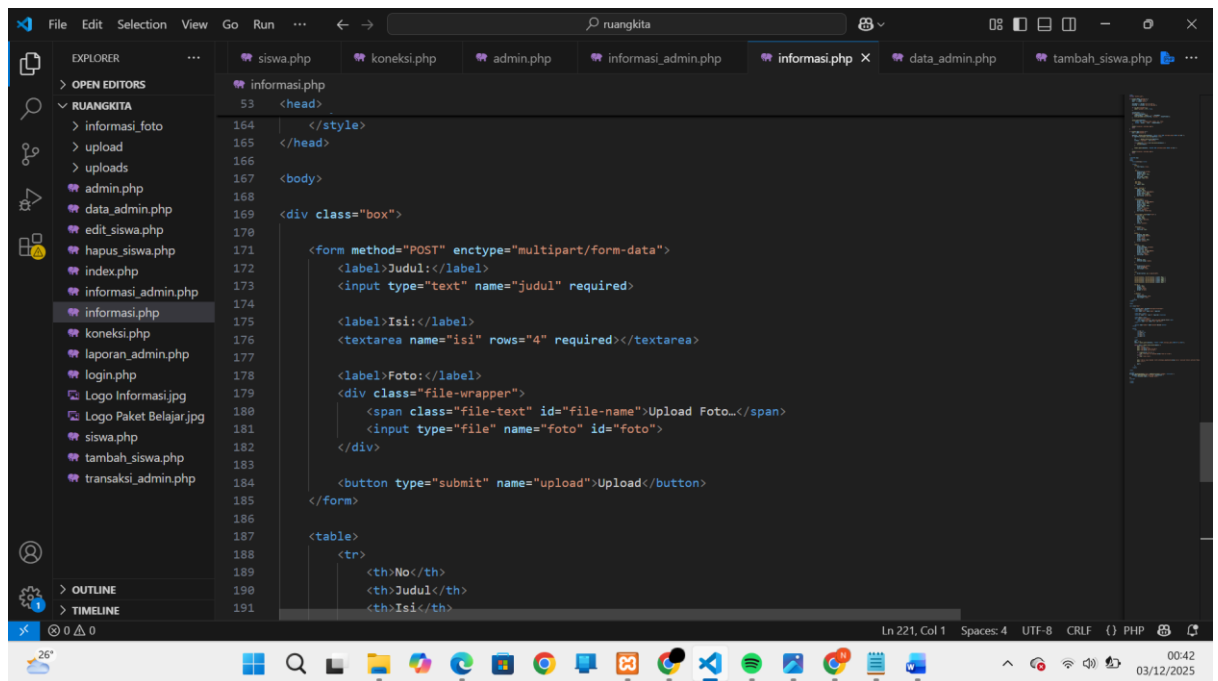 File Edit Selection View Go Run ··· ruangkita
EXPLORER ···
> OPEN EDITORS
RUANGKITA
> informasi_foto
> upload
> uploads
admin.php
data_admin.php
edit_siswa.php
hapus_siswa.php
index.php
informasi_admin.php
informasi.php
koneksi.php
laporan_admin.php
login.php
Logo Informasi.jpg
Logo Paket Belajar.jpg
siswa.php
tambah_siswa.php
transaksi_admin.php
> OUTLINE
> TIMELINE
siswa.php koneksi.php admin.php informasi_admin.php informasi.php data_admin.php tambah_siswa.php ···
informasi.php
53 <head>
164 </style>
165 </head>
166
167 <body>
168
169 <div class="box">
170
171 <form method="POST" enctype="multipart/form-data">
172 <label>Judul:</label>
173 <input type="text" name="judul" required>
174
175 <label>Isi:</label>
176 <textarea name="isi" rows="4" required></textarea>
177
178 <label>Foto:</label>
179 <div class="file-wrapper">
180 <span class="file-text" id="file-name">Upload Foto…</span>
181 <input type="file" name="foto" id="foto">
182 </div>
183
184 <button type="submit" name="upload">Upload</button>
185 </form>
186
187 <table>
188 <tr>
189 <th>No</th>
190 <th>Judul</th>
191 <th>Isi</th>
1
0 0 Ln 221, Col 1 Spaces: 4 UTF-8 CRLF {} PHP
26°
00:42
03/12/2025